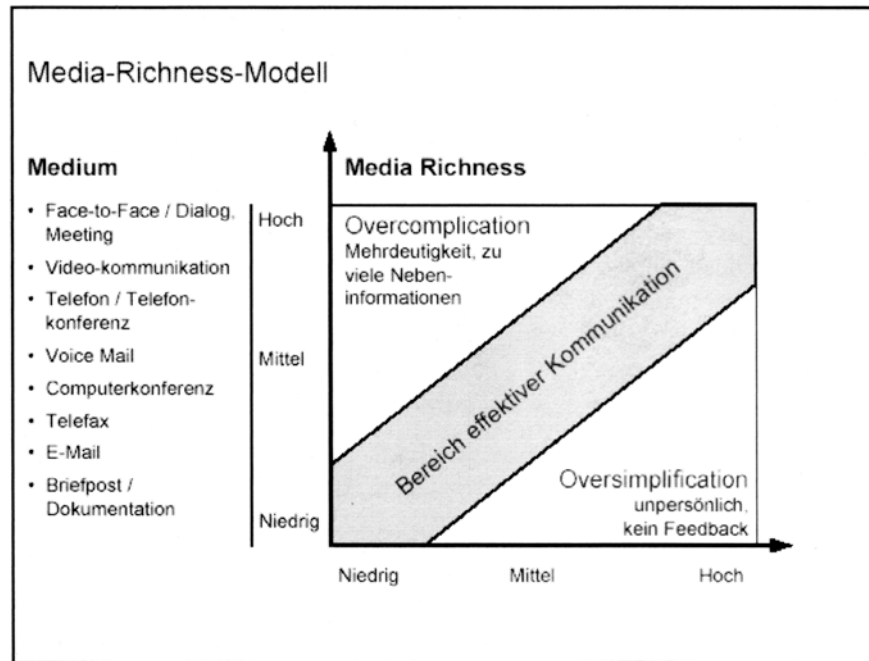 Media-Richness-Modell
Medium
• Face-to-Face / Dialog,
Meeting
• Video-kommunikation
• Telefon / Telefon-
konferenz
• Voice Mail
• Computerkonferenz
• Telefax
• E-Mail
• Briefpost /
Dokumentation
Hoch
Mittel
Niedrig
Media Richness
Overcomplication
Mehrdeutigkeit, zu
viele Neben-
informationen
Bereich effektiver Kommunikation
Oversimplification
unpersönlich,
kein Feedback
Niedrig
Mittel
Hoch